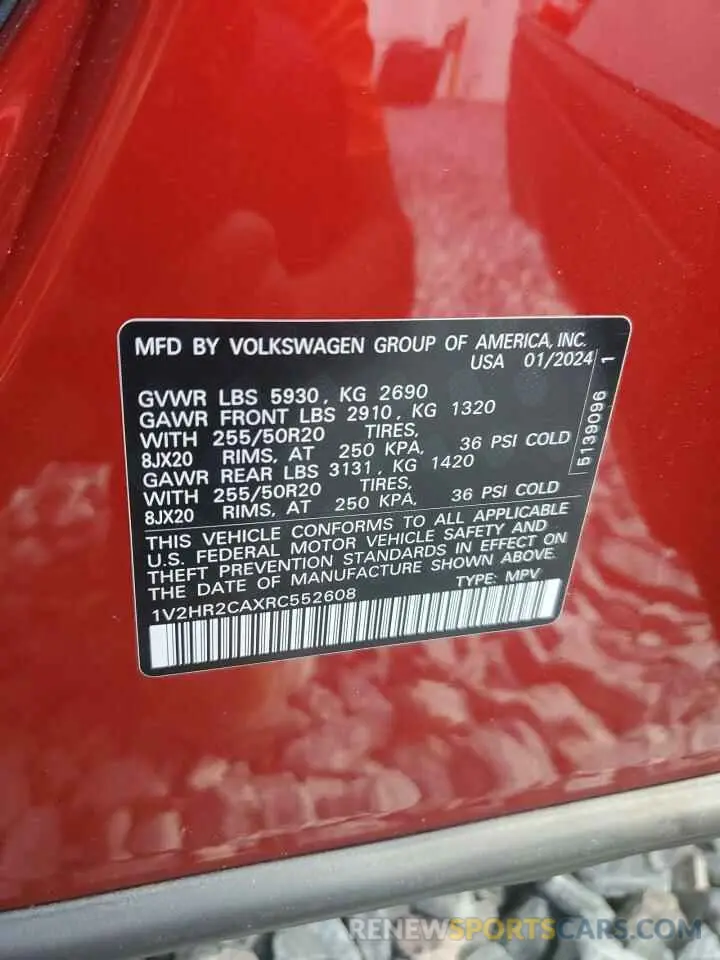 MFD BY VOLKSWAGEN GROUP OF AMERICA, INC.
USA 01/2024
GVWR LBS 5930, KG 2690
GAWR FRONT LBS 2910, KG 1320
WITH 255/50R20 TIRES,
8JX20 RIMS, AT 250 KPA, 36 PSI COLD
GAWR REAR LBS 3131, KG 1420
WITH 255/50R20 TIRES,
8JX20 RIMS, AT 250 KPA, 36 PSI COLD
5139096 1
THIS VEHICLE CONFORMS TO ALL APPLICABLE
U.S. FEDERAL MOTOR VEHICLE SAFETY AND
THEFT PREVENTION STANDARDS IN EFFECT ON
THE DATE OF MANUFACTURE SHOWN ABOVE.
1V2HR2CAXRC552608 TYPE: MPV
RENEWSPORTSCARS.COM